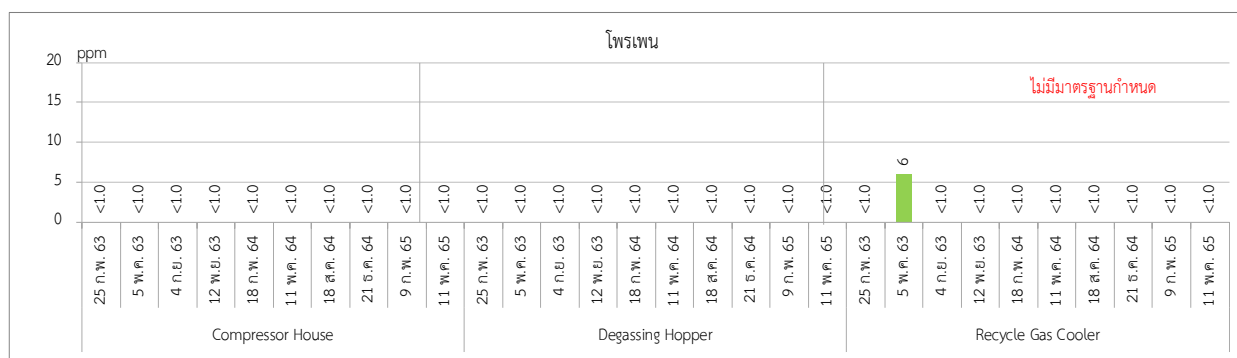 โพรเพน
ppm
ไม่มีมาตรฐานกำหนด
20
15
10
5
0
<1.0 <1.0 <1.0 <1.0 <1.0 <1.0 <1.0 <1.0 <1.0 <1.0 <1.0 <1.0 <1.0 <1.0 <1.0 <1.0 <1.0 <1.0 <1.0 <1.0 <1.0 6 <1.0 <1.0 <1.0 <1.0 <1.0 <1.0 <1.0 <1.0
25 ก.พ. 63
5 พ.ค. 63
4 ก.ย. 63
12 พ.ย. 63
18 ก.พ. 64
11 พ.ค. 64
18 ส.ค. 64
21 ธ.ค. 64
9 ก.พ. 65
11 พ.ค. 65
25 ก.พ. 63
5 พ.ค. 63
4 ก.ย. 63
12 พ.ย. 63
18 ก.พ. 64
11 พ.ค. 64
18 ส.ค. 64
21 ธ.ค. 64
9 ก.พ. 65
11 พ.ค. 65
25 ก.พ. 63
5 พ.ค. 63
4 ก.ย. 63
12 พ.ย. 63
18 ก.พ. 64
11 พ.ค. 64
18 ส.ค. 64
21 ธ.ค. 64
9 ก.พ. 65
11 พ.ค. 65
Compressor House
Degassing Hopper
Recycle Gas Cooler